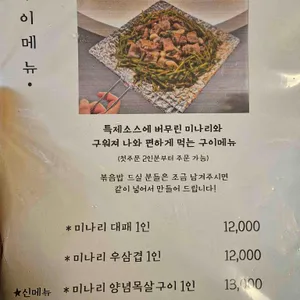 구이메뉴
특제소스에 버무린 미나리와
구워져 나와 편하게 먹는 구이메뉴
(첫주문 2인분부터 주문 가능)
볶음밥 드실 분들은 조금 남겨주시면
같이 넣어서 만들어 드립니다!
* 미나리 대패 1인 12,000
* 미나리 우삼겹 1인 12,000
★신메뉴 * 미나리 양념목살구이 1인